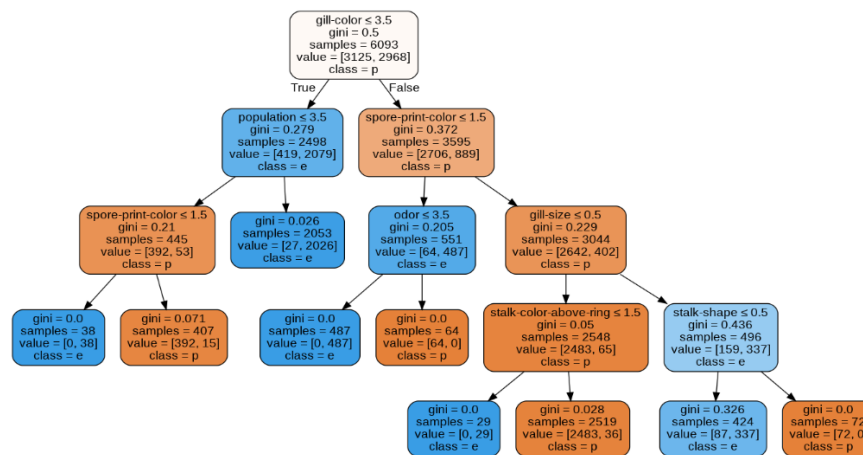 gill-color ≤ 3.5
gini = 0.5
samples = 6093
value = [3125, 2968]
class = p
True
False
population ≤ 3.5
gini = 0.279
samples = 2498
value = [419, 2079]
class = e
spore-print-color ≤ 1.5
gini = 0.372
samples = 3595
value = [2706, 889]
class = p
spore-print-color ≤ 1.5
gini = 0.21
samples = 445
value = [392, 53]
class = p
gini = 0.026
samples = 2053
value = [27, 2026]
class = e
odor ≤ 3.5
gini = 0.205
samples = 551
value = [64, 487]
class = e
gill-size ≤ 0.5
gini = 0.229
samples = 3044
value = [2642, 402]
class = p
gini = 0.0
samples = 38
value = [0, 38]
class = e
gini = 0.071
samples = 407
value = [392, 15]
class = p
gini = 0.0
samples = 487
value = [0, 487]
class = e
gini = 0.0
samples = 64
value = [64, 0]
class = p
stalk-color-above-ring ≤ 1.5
gini = 0.05
samples = 2548
value = [2483, 65]
class = p
stalk-shape ≤ 0.5
gini = 0.436
samples = 496
value = [159, 337]
class = e
gini = 0.0
samples = 29
value = [0, 29]
class = e
gini = 0.028
samples = 2519
value = [2483, 36]
class = p
gini = 0.326
samples = 424
value = [87, 337]
class = e
gini = 0.0
samples = 72
value = [72, 0
class = p